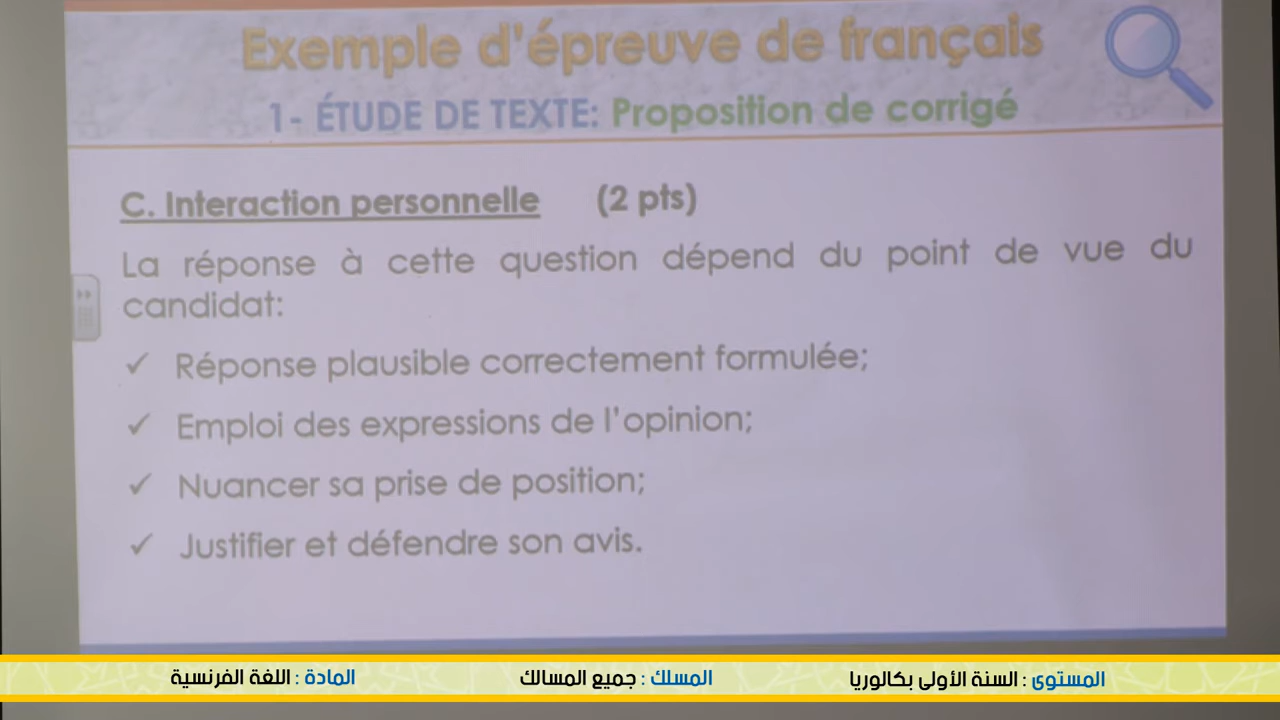 Exemple d'épreuve de français
1- ÉTUDE DE TEXTE: Proposition de corrigé
C. Interaction personnelle (2 pts)
La réponse à cette question dépend du point de vue du
candidat:
✓ Réponse plausible correctement formulée;
✓ Emploi des expressions de l'opinion;
✓ Nuancer sa prise de position;
✓ Justifier et défendre son avis.
المستوى : السنة الأولى بكالوريا
المسلك : جميع المسالك
المادة : اللغة الفرنسية